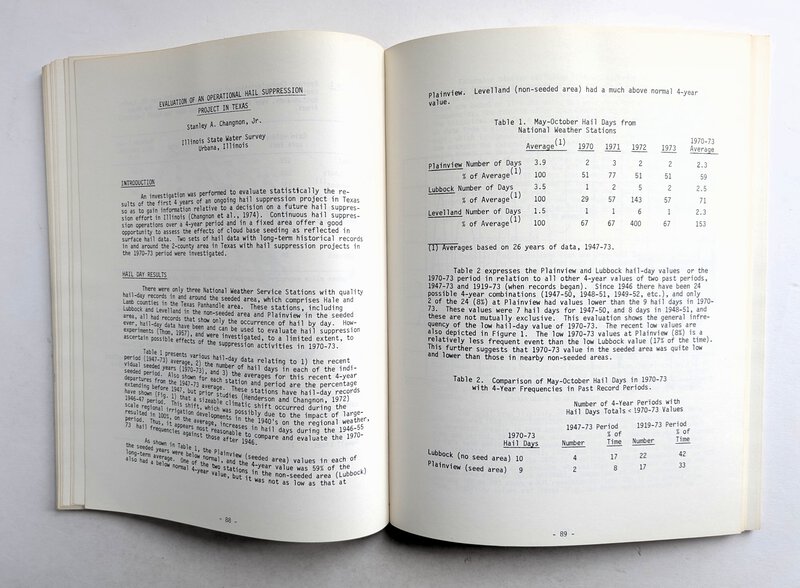 EVALUATION OF AN OPERATIONAL HAIL SUPPRESSION
PROJECT IN TEXAS
Stanley A. Changnon, Jr.
Illinois State Water Survey
Urbana, Illinois
INTRODUCTION
An investigation was performed to evaluate statistically the re-
sults of the first 4 years of an ongoing hail suppression project in Texas
so as to gain information relative to a decision on a future hail suppres-
sion effort in Illinois (Changnon et al., 1974). Continuous hail suppres-
sion operations over a 4-year period and in a fixed area offer a good
opportunity to assess the effects of cloud base seeding as reflected in
surface hail data. Two sets of hail data with long-term historical records
in and around the 2-county area in Texas with hail suppression projects in
the 1970-73 period were investigated.
HAIL DAY RESULTS
There were only three National Weather Service Stations with quality
hail-day records in and around the seeded area, which comprises Hale and
Lamb counties in the Texas Panhandle area. These stations, including
Lubbock and Levelland in the non-seeded area and Plainview in the seeded
area, all had records that show only the occurrence of hail by day. How-
ever, hail-day data have been and can be used to evaluate hail suppression
experiments (Thom, 1957), and were investigated, to a limited extent, to
ascertain possible effects of the suppression activities in 1970-73.
Table 1 presents various hail-day data relating to 1) the recent
period (1947-73) average, 2) the number of hail days in each of the indi-
vidual seeded years (1970-73), and 3) the averages for this recent 4-year
seeded period. Also shown for each station and period are the percentage
departures from the 1947-73 average. These stations have hail-day records
extending before 1947, but prior studies (Henderson and Changnon, 1972)
have shown (Fig. 1) that a sizable climatic shift occurred during the
1946-47 period. This shift, which was possibly due to the impact of large-
scale regional irrigation developments in the 1940's on the regional weather,
resulted in 100%, on the average, increases in hail days during the 1946-55
period. Thus, it appears most reasonable to compare and evaluate the 1970-
73 hail frequencies against those after 1946.
As shown in Table 1, the Plainview (seeded area) values in each of
the seeded years were below normal, and the 4-year value was 59% of the
long-term average. One of the two stations in the non-seeded area (Lubbock)
also had a below normal 4-year value, but it was not as low as that at
- 88 -
Plainview. Levelland (non-seeded area) had a much above normal 4-year
value.
Table 1. May-October Hail Days from
National Weather Stations
Average(1) 1970 1971 1972 1973 1970-73 Average
Plainview Number of Days 3.9 2 3 2 2 2.3
% of Average(1) 100 51 77 51 51 59
Lubbock Number of Days 3.5 1 2 5 2 2.5
% of Average(1) 100 29 57 143 57 71
Levelland Number of Days 1.5 1 1 6 1 2.3
% of Average(1) 100 67 67 400 67 153
(1) Averages based on 26 years of data, 1947-73.
Table 2 expresses the Plainview and Lubbock hail-day values or the
1970-73 period in relation to all other 4-year values of two past periods,
1947-73 and 1919-73 (when records began). Since 1946 there have been 24
possible 4-year combinations (1947-50, 1948-51, 1949-52, etc.), and only
2 of the 24 (8%) at Plainview had values lower than the 9 hail days in 1970-
73. These values were 7 hail days for 1947-50, and 8 days in 1948-51, and
these are not mutually exclusive. This evaluation shows the general infre-
quency of the low hail-day value of 1970-73. The recent low values are
also depicted in Figure 1. The low 1970-73 values at Plainview (8%) is a
relatively less frequent event than the low Lubbock value (17% of the time).
This further suggests that 1970-73 value in the seeded area was quite low
and lower than those in nearby non-seeded areas.
Table 2. Comparison of May-October Hail Days in 1970-73
with 4-Year Frequencies in Past Record Periods.
Number of 4-Year Periods with
Hail Days Totals < 1970-73 Values
1947-73 Period 1919-73 Period
1970-73 % of % of
Hail Days Number Time Number Time
Lubbock (no seed area) 10 4 17 22 42
Plainview (seed area) 9 2 8 17 33
- 89 -